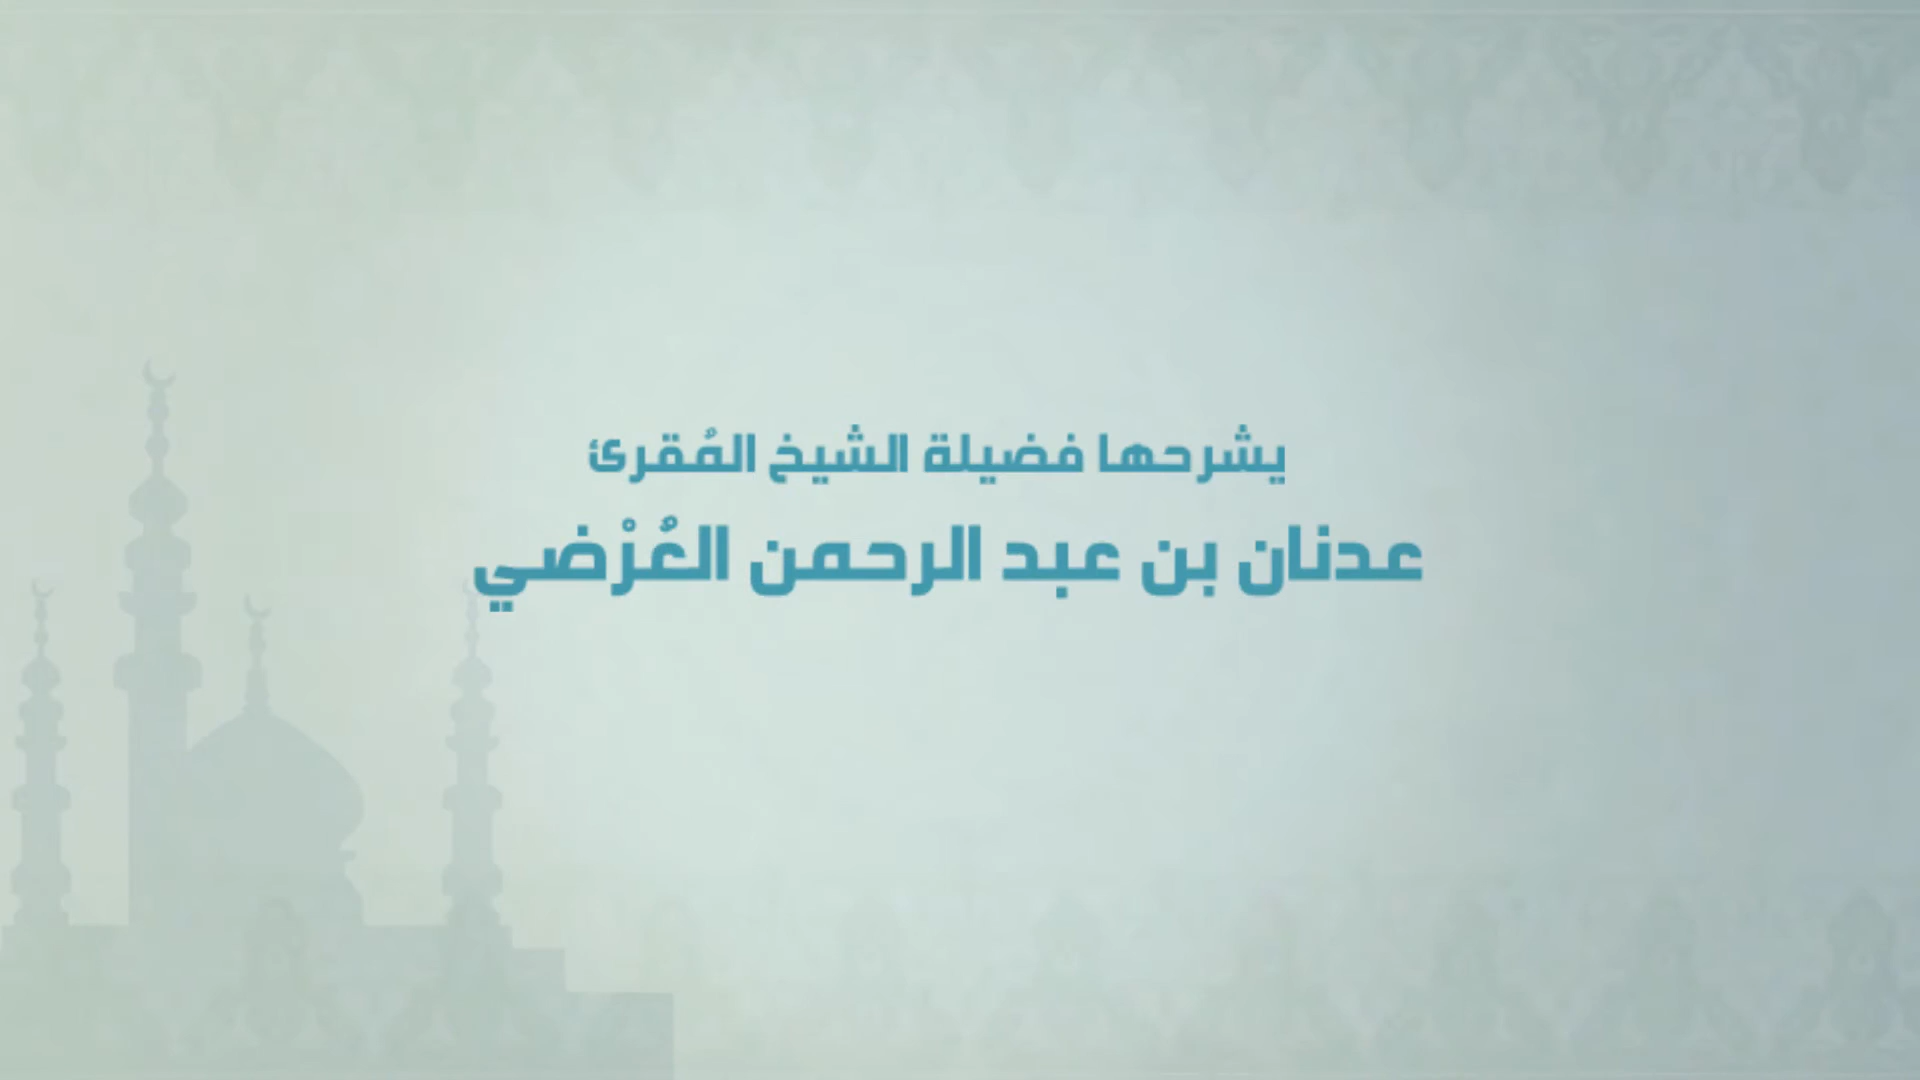 يشرحها فضيلة الشيخ المُقرئ
عدنان بن عبد الرحمن العُرْضي